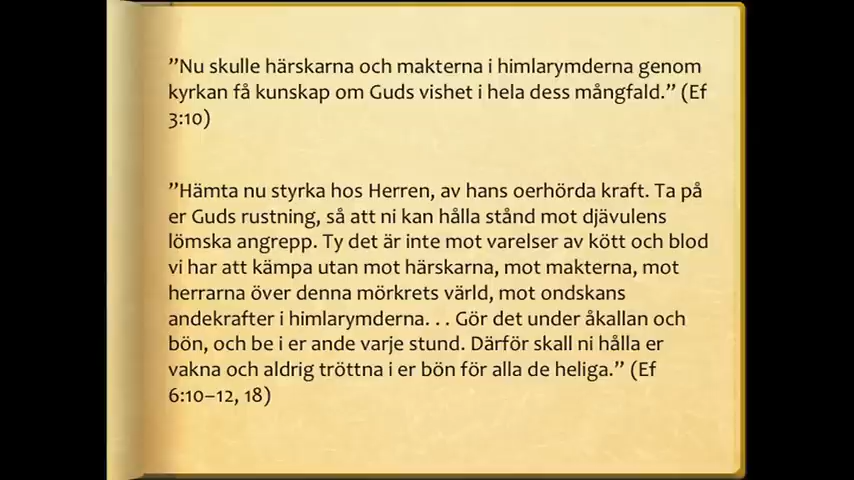 ”Nu skulle härskarna och makterna i himlarymderna genom
kyrkan få kunskap om Guds vishet i hela dess mångfald.” (Ef
3:10)
”Hämta nu styrka hos Herren, av hans oerhörda kraft. Ta på
er Guds rustning, så att ni kan hålla stånd mot djävulens
lömska angrepp. Ty det är inte mot varelser av kött och blod
vi har att kämpa utan mot härskarna, mot makterna, mot
herrarna över denna mörkrets värld, mot ondskans
andekrafter i himlarymderna. . . Gör det under åkallan och
bön, och be i er ande varje stund. Därför skall ni hålla er
vakna och aldrig tröttna i er bön för alla de heliga.” (Ef
6:10–12, 18)